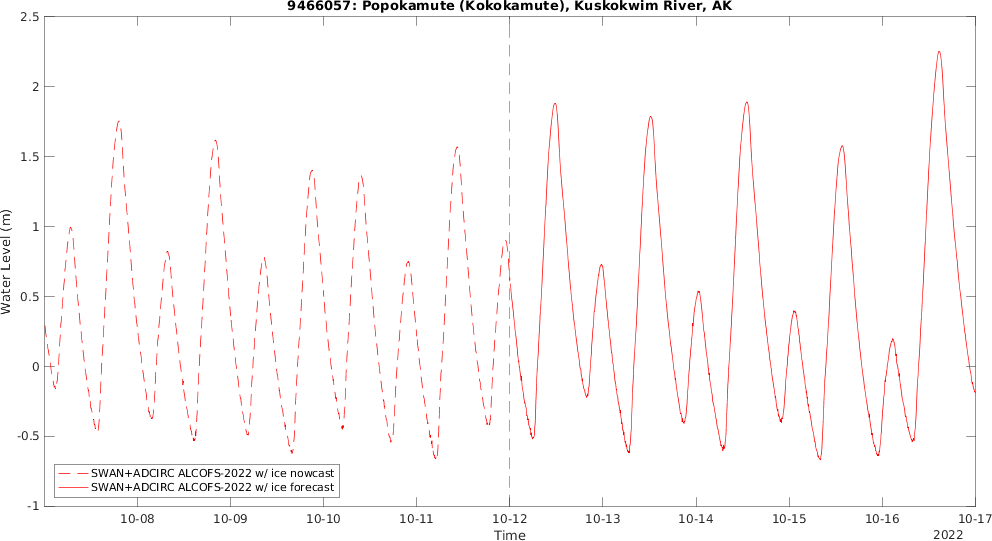 9466057: Popokamute (Kokokamute), Kuskokwim River, AK
2.5
2
1.5
1
0.5
0
-0.5
-1
Water Level (m)
SWAN+ADCIRC ALCOFS-2022 w/ ice nowcast
SWAN+ADCIRC ALCOFS-2022 w/ ice forecast
10-08 10-09 10-10 10-11 10-12 10-13 10-14 10-15 10-16 10-17
Time
2022